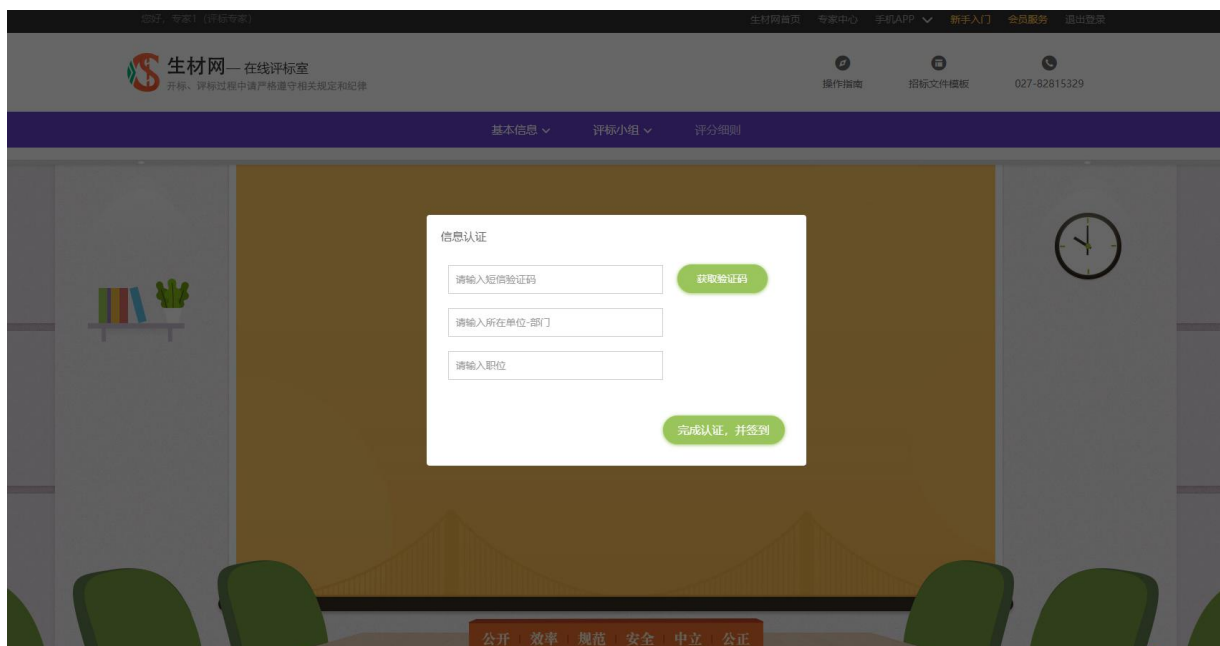 您好，专家1（评标专家）
生材网首页 专家中心 手机APP 新手入门 会员服务 退出登录
生材网— 在线评标室
开标、评标过程中请严格遵守相关规定和纪律
操作指南 招标文件模板 027-82815329
基本信息 评标小组 评分细则
信息认证
请输入短信验证码 获取验证码
请输入所在单位-部门
请输入职位
完成认证，并签到
公开 效率 规范 安全 中立 公正